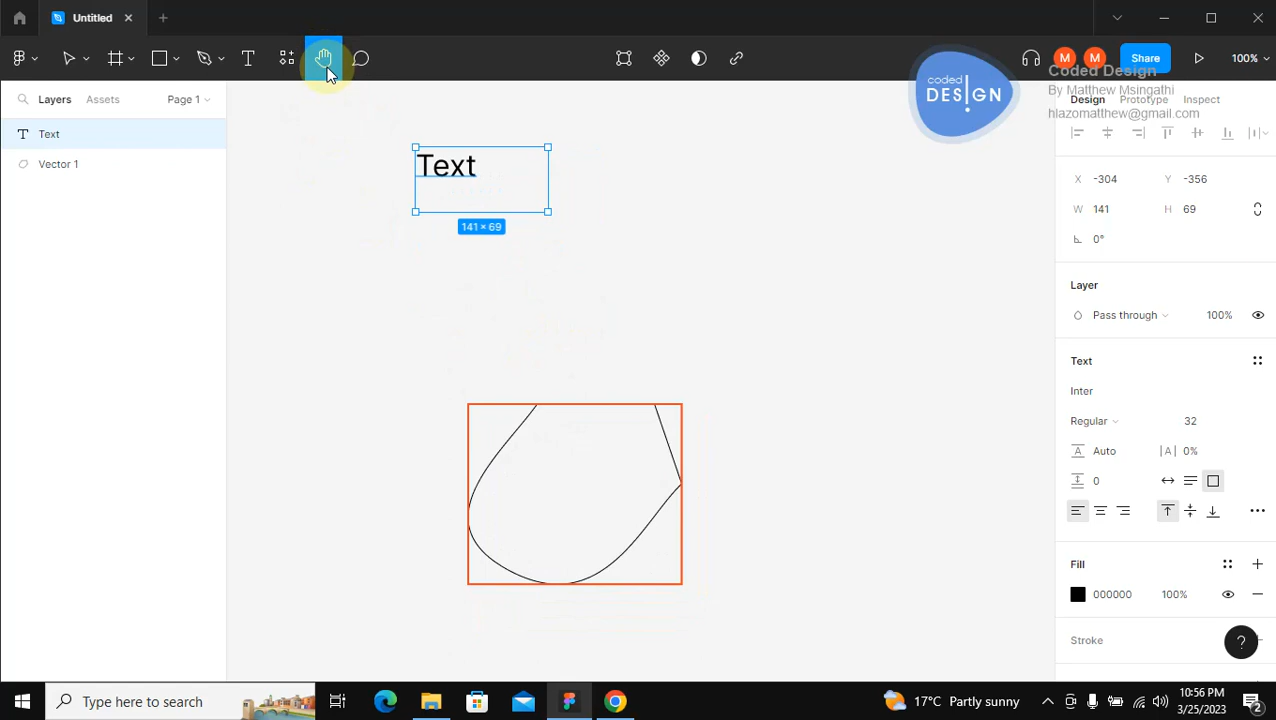 Untitled
Share
100%
Layers
Assets
Page 1
coded
DESIGN
Coded Design
By Matthew Msingathi
hlazomatthew@gmail.com
Design
Prototype
Inspect
M
M
T Text
Vector 1
Text
141 × 69
X -304
Y -356
W 141
H 69
0°
Layer
Pass through
100%
Text
Inter
Regular
32
A Auto
|A| 0%
0
Fill
000000
100%
Stroke
?
Type here to search
17°C Partly sunny
10:56 PM
3/25/2023
2